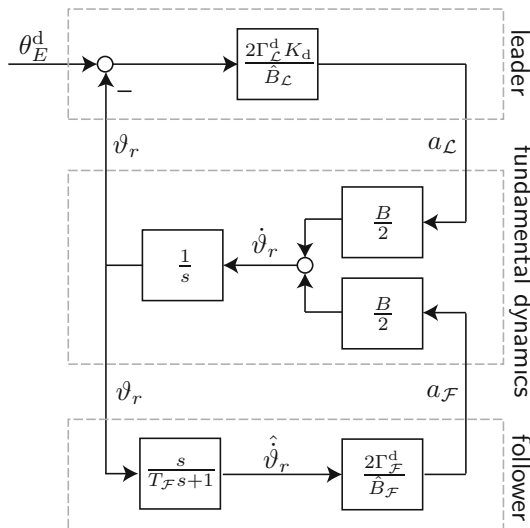 θ_E^d
−
2Γ_ℒ^d K_d / B̂_ℒ
leader
ϑ_r
a_ℒ
fundamental dynamics
B/2
ϑ̇_r
1/s
B/2
ϑ_r
a_ℱ
follower
s / T_ℱ s+1
ϑ̇̂_r
2Γ_ℱ^d / B̂_ℱ